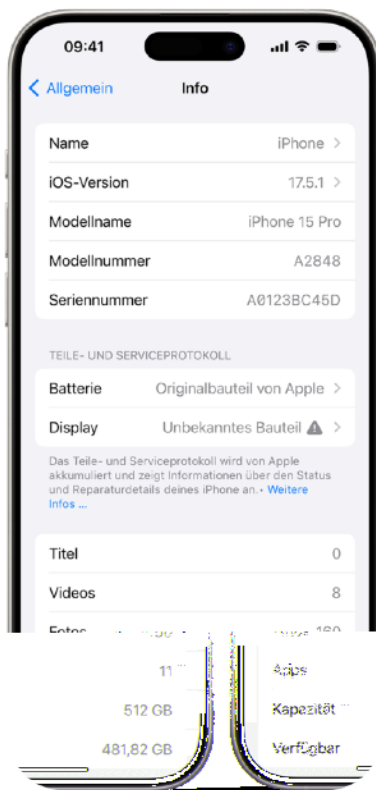 09:41
Allgemein Info
Name iPhone
iOS-Version 17.5.1
Modellname iPhone 15 Pro
Modellnummer A2848
Seriennummer A0123BC45D
TEILE- UND SERVICEPROTOKOLL
Batterie Originalbauteil von Apple
Display Unbekanntes Bauteil
Das Teile- und Serviceprotokoll wird von Apple
akkumuliert und zeigt Informationen über den Status
und Reparaturdetails deines iPhone an.• Weitere
Infos ...
Titel 0
Videos 8
Fotos 160
11 Apps
512 GB Kapazität
481,82 GB Verfügbar